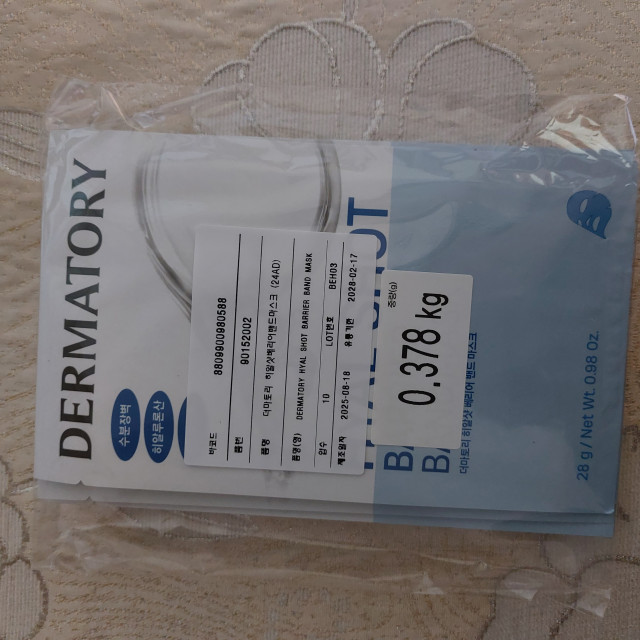 DERMATORY
수분장벽
히알루론산
바코드 8809900980588
품번 90152002
품명 더마토리 히알샷베리어밴드마스크 (24AD)
품명(영) DERMATORY HYAL SHOT BARRIER BAND MASK
입수 10 LOT번호 BEH03
제조일자 2025-08-18 유통기한 2028-02-17
중량(g)
0.378 kg
더마토리 히알샷 베리어 밴드 마스크
28 g / Net Wt. 0.98 Oz.